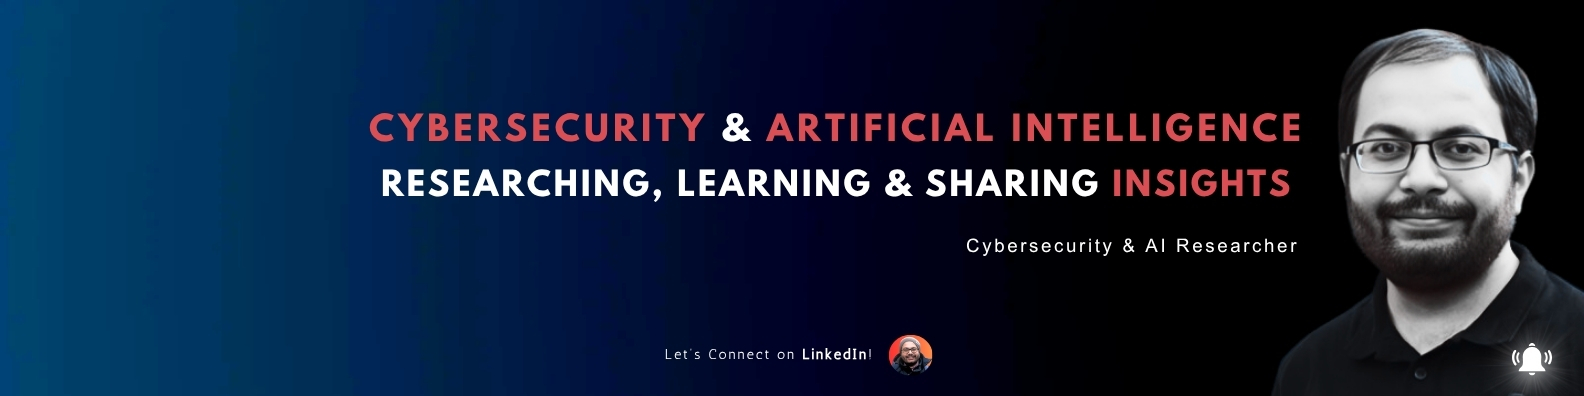 CYBERSECURITY & ARTIFICIAL INTELLIGENCE
RESEARCHING, LEARNING & SHARING INSIGHTS
Cybersecurity & AI Researcher
Let's Connect on LinkedIn!